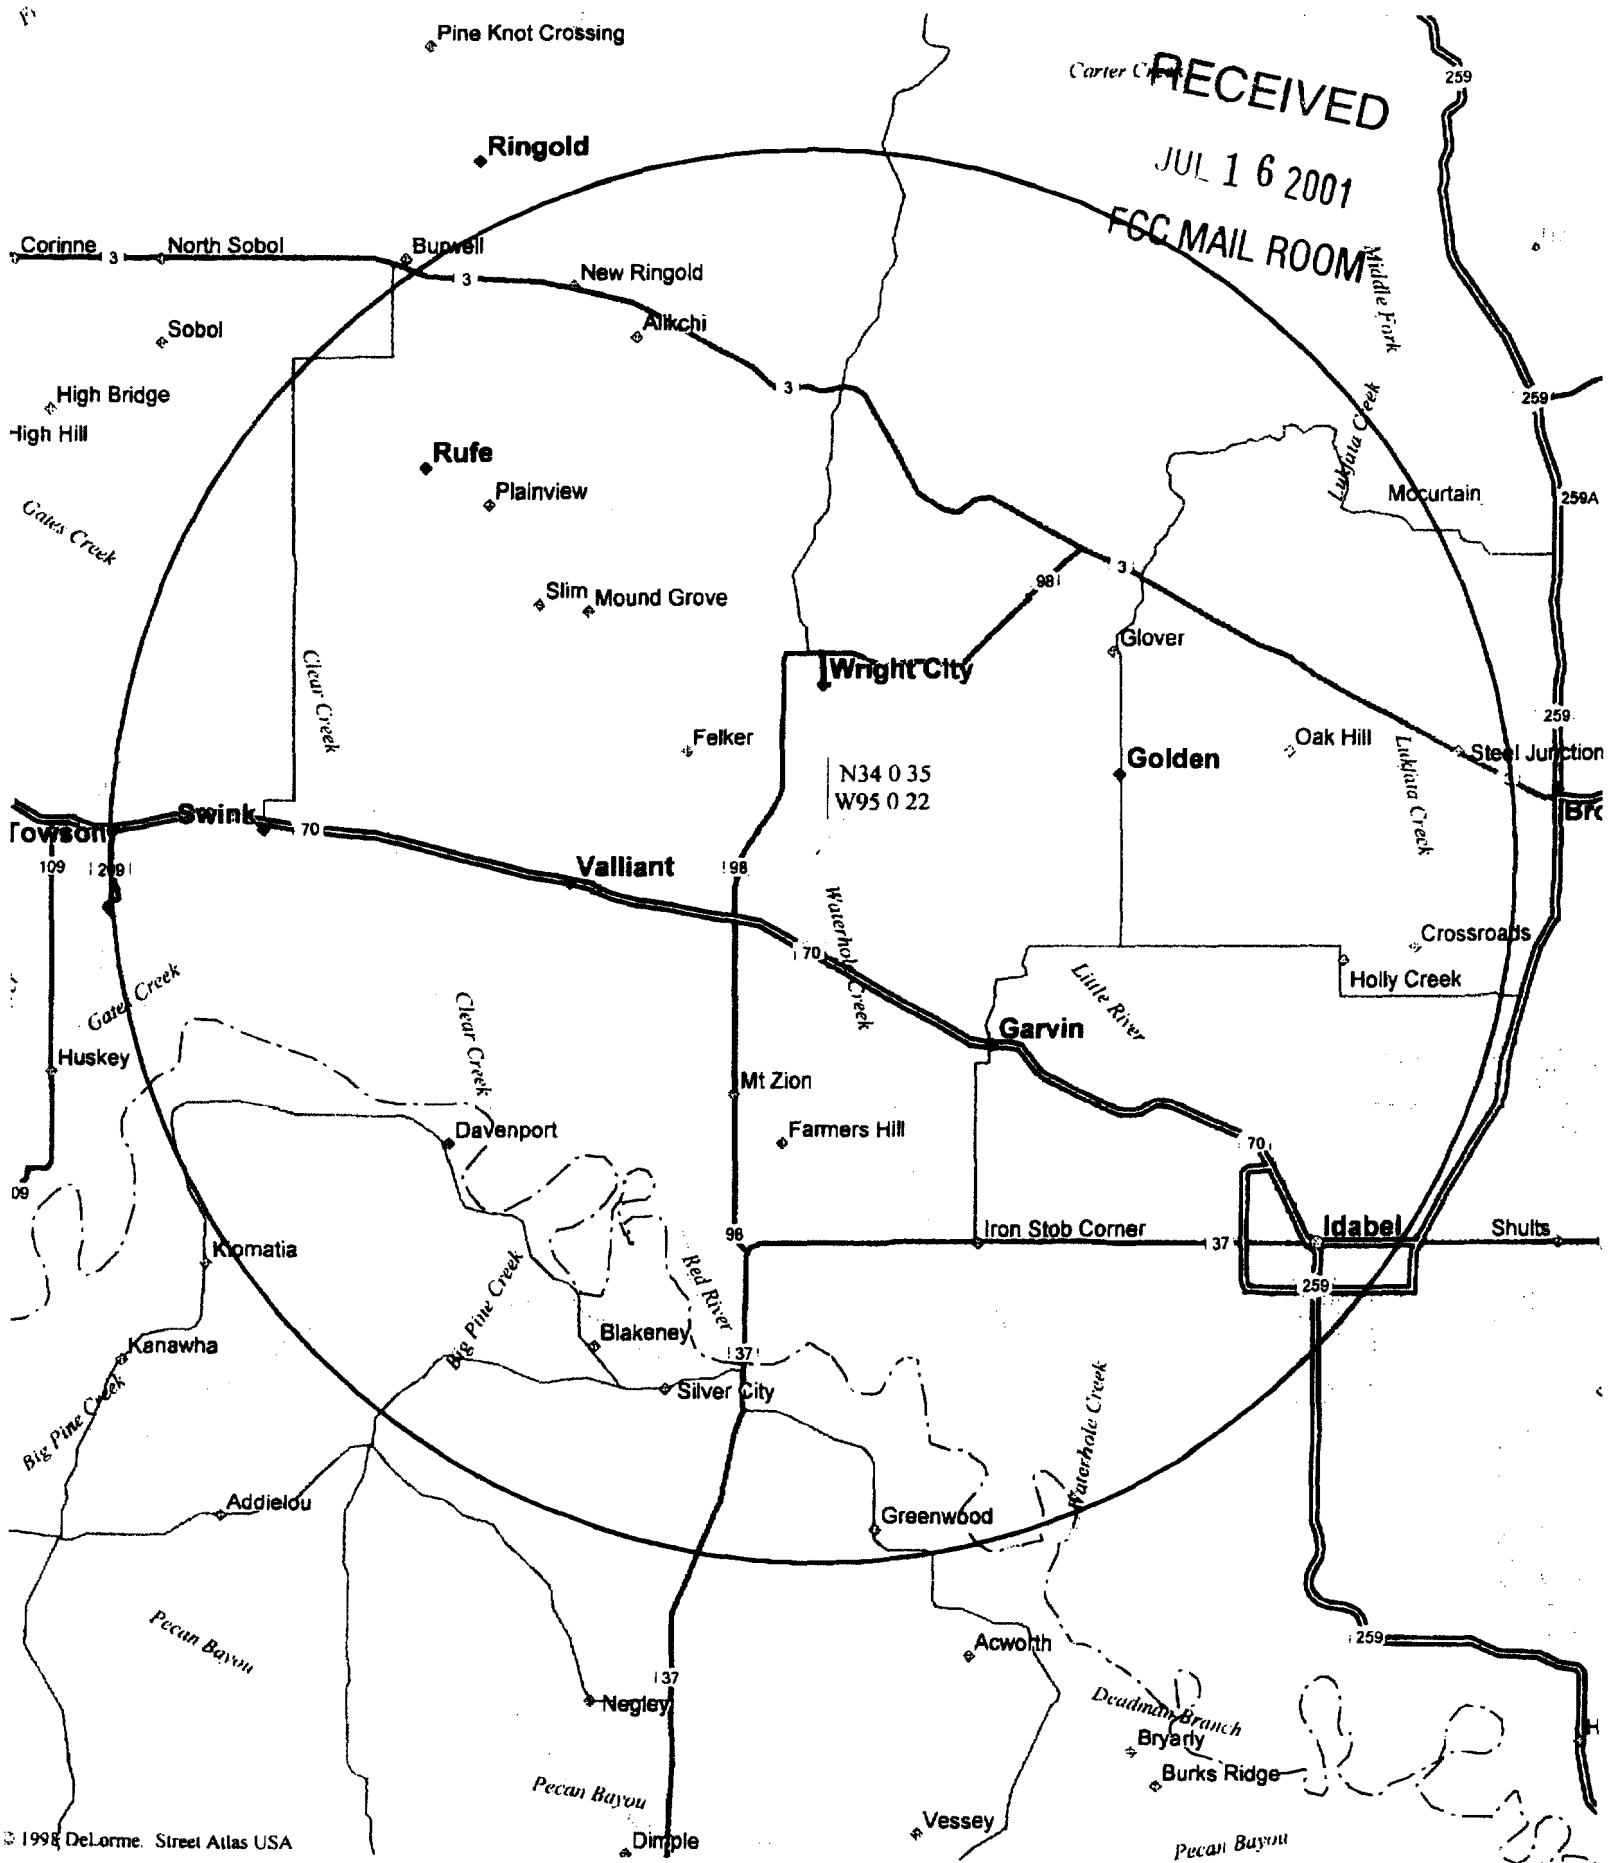 Pine Knot Crossing
259
Carter
RECEIVED
Ringold
JUL 16 2001
FCC MAIL ROOM
Corinne
3
North Sobol
Burwell
3
New Ringold
Middle Fork
Sobol
Alikchi
3
259
High Bridge
High Hill
Lukfata Creek
Rufe
Plainview
Mccurtain
259A
Gates Creek
Slim
Mound Grove
98
3
Glover
Clear Creek
Wright City
259
Felker
Oak Hill
Golden
Lukfata Creek
Steel Junction
N34 0 35
W95 0 22
Towson
Swink
70
Bro
109
209
Valliant
98
Waterhole Creek
Crossroads
70
Holly Creek
Little River
Gates Creek
Clear Creek
Garvin
Huskey
Mt Zion
Davenport
Farmers Hill
70
09
98
Iron Stob Corner
37
Idabel
Shults
Kiomatia
259
Big Pine Creek
Red River
Blakeney
Kanawha
37
Silver City
Big Pine Creek
Waterhole Creek
Addielou
Greenwood
Pecan Bayou
Acworth
259
37
Negley
Deadman Branch
Bryarly
Burks Ridge
Pecan Bayou
Vessey
Dimple
Pecan Bayou
© 1998 DeLorme. Street Atlas USA